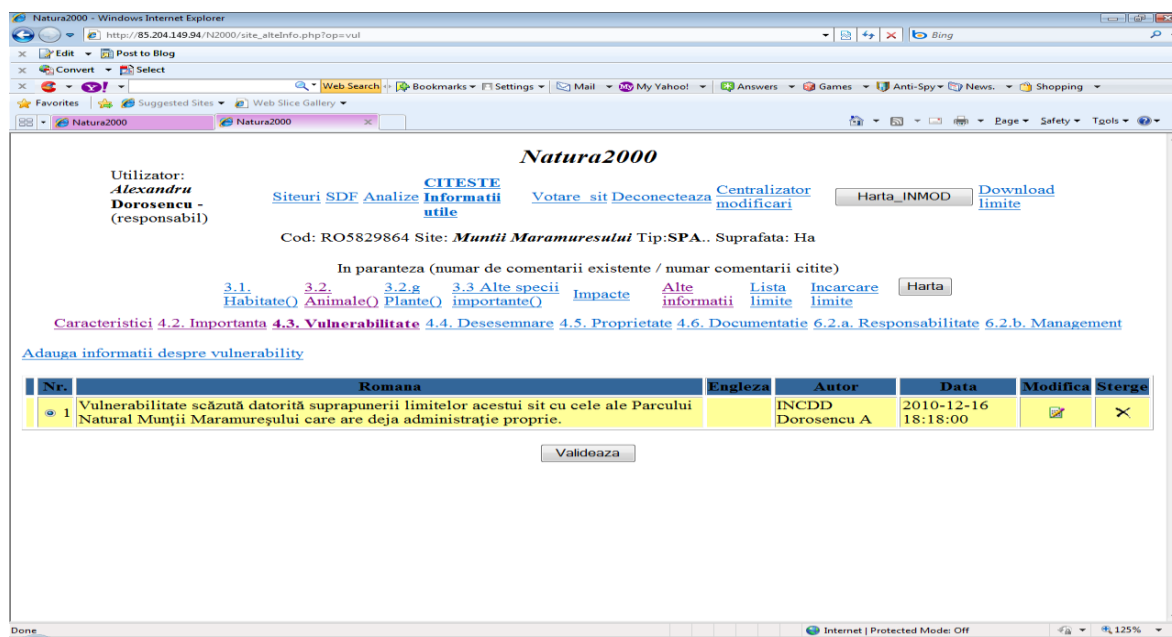 Natura2000 - Windows Internet Explorer
http://85.204.149.94/N2000/site_alteInfo.php?op=vul
Bing
Edit Post to Blog
Convert Select
Web Search Bookmarks Settings Mail My Yahoo! Answers Games Anti-Spy News. Shopping
Favorites Suggested Sites Web Slice Gallery
Natura2000 Natura2000 Page Safety Tools
Natura2000
Utilizator:
Alexandru
Dorosencu -
(responsabil)
Siteuri SDF Analize
CITESTE
Informatii
utile
Votare sit Deconecteaza
Centralizator
modificari
Harta_INMOD
Download
limite
Cod: RO5829864 Site: Muntii Maramuresului Tip:SPA.. Suprafata: Ha
In paranteza (numar de comentarii existente / numar comentarii citite)
3.1.
Habitate()
3.2.
Animale()
3.2.g
Plante()
3.3 Alte specii
importante()
Impacte
Alte
informatii
Lista
limite
Incarcare
limite
Harta
Caracteristici 4.2. Importanta 4.3. Vulnerabilitate 4.4. Desesemnare 4.5. Proprietate 4.6. Documentatie 6.2.a. Responsabilitate 6.2.b. Management
Adauga informatii despre vulnerability
Nr. Romana Engleza Autor Data Modifica Sterge
1
Vulnerabilitate scăzută datorită suprapunerii limitelor acestui sit cu cele ale Parcului
Natural Munţii Maramureşului care are deja administraţie proprie.
INCDD
Dorosencu A
2010-12-16
18:18:00
Valideaza
Done Internet | Protected Mode: Off 125%